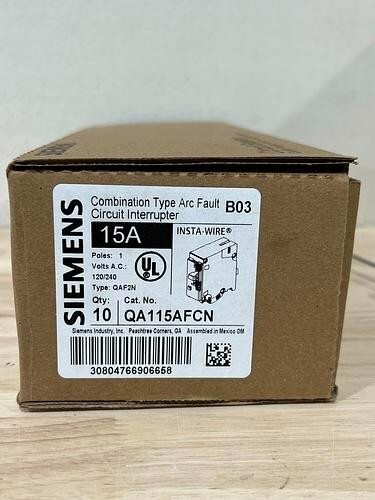 SIEMENS
Combination Type Arc Fault
Circuit Interrupter
B03
15A
INSTA-WIRE®
Poles: 1
Volts A.C.:
120/240
Type: QAF2N
UL
Qty:
10
Cat. No.
QA115AFCN
Siemens Industry, Inc. Peachtree Corners, GA Assembled in Mexico OM
30804766906658